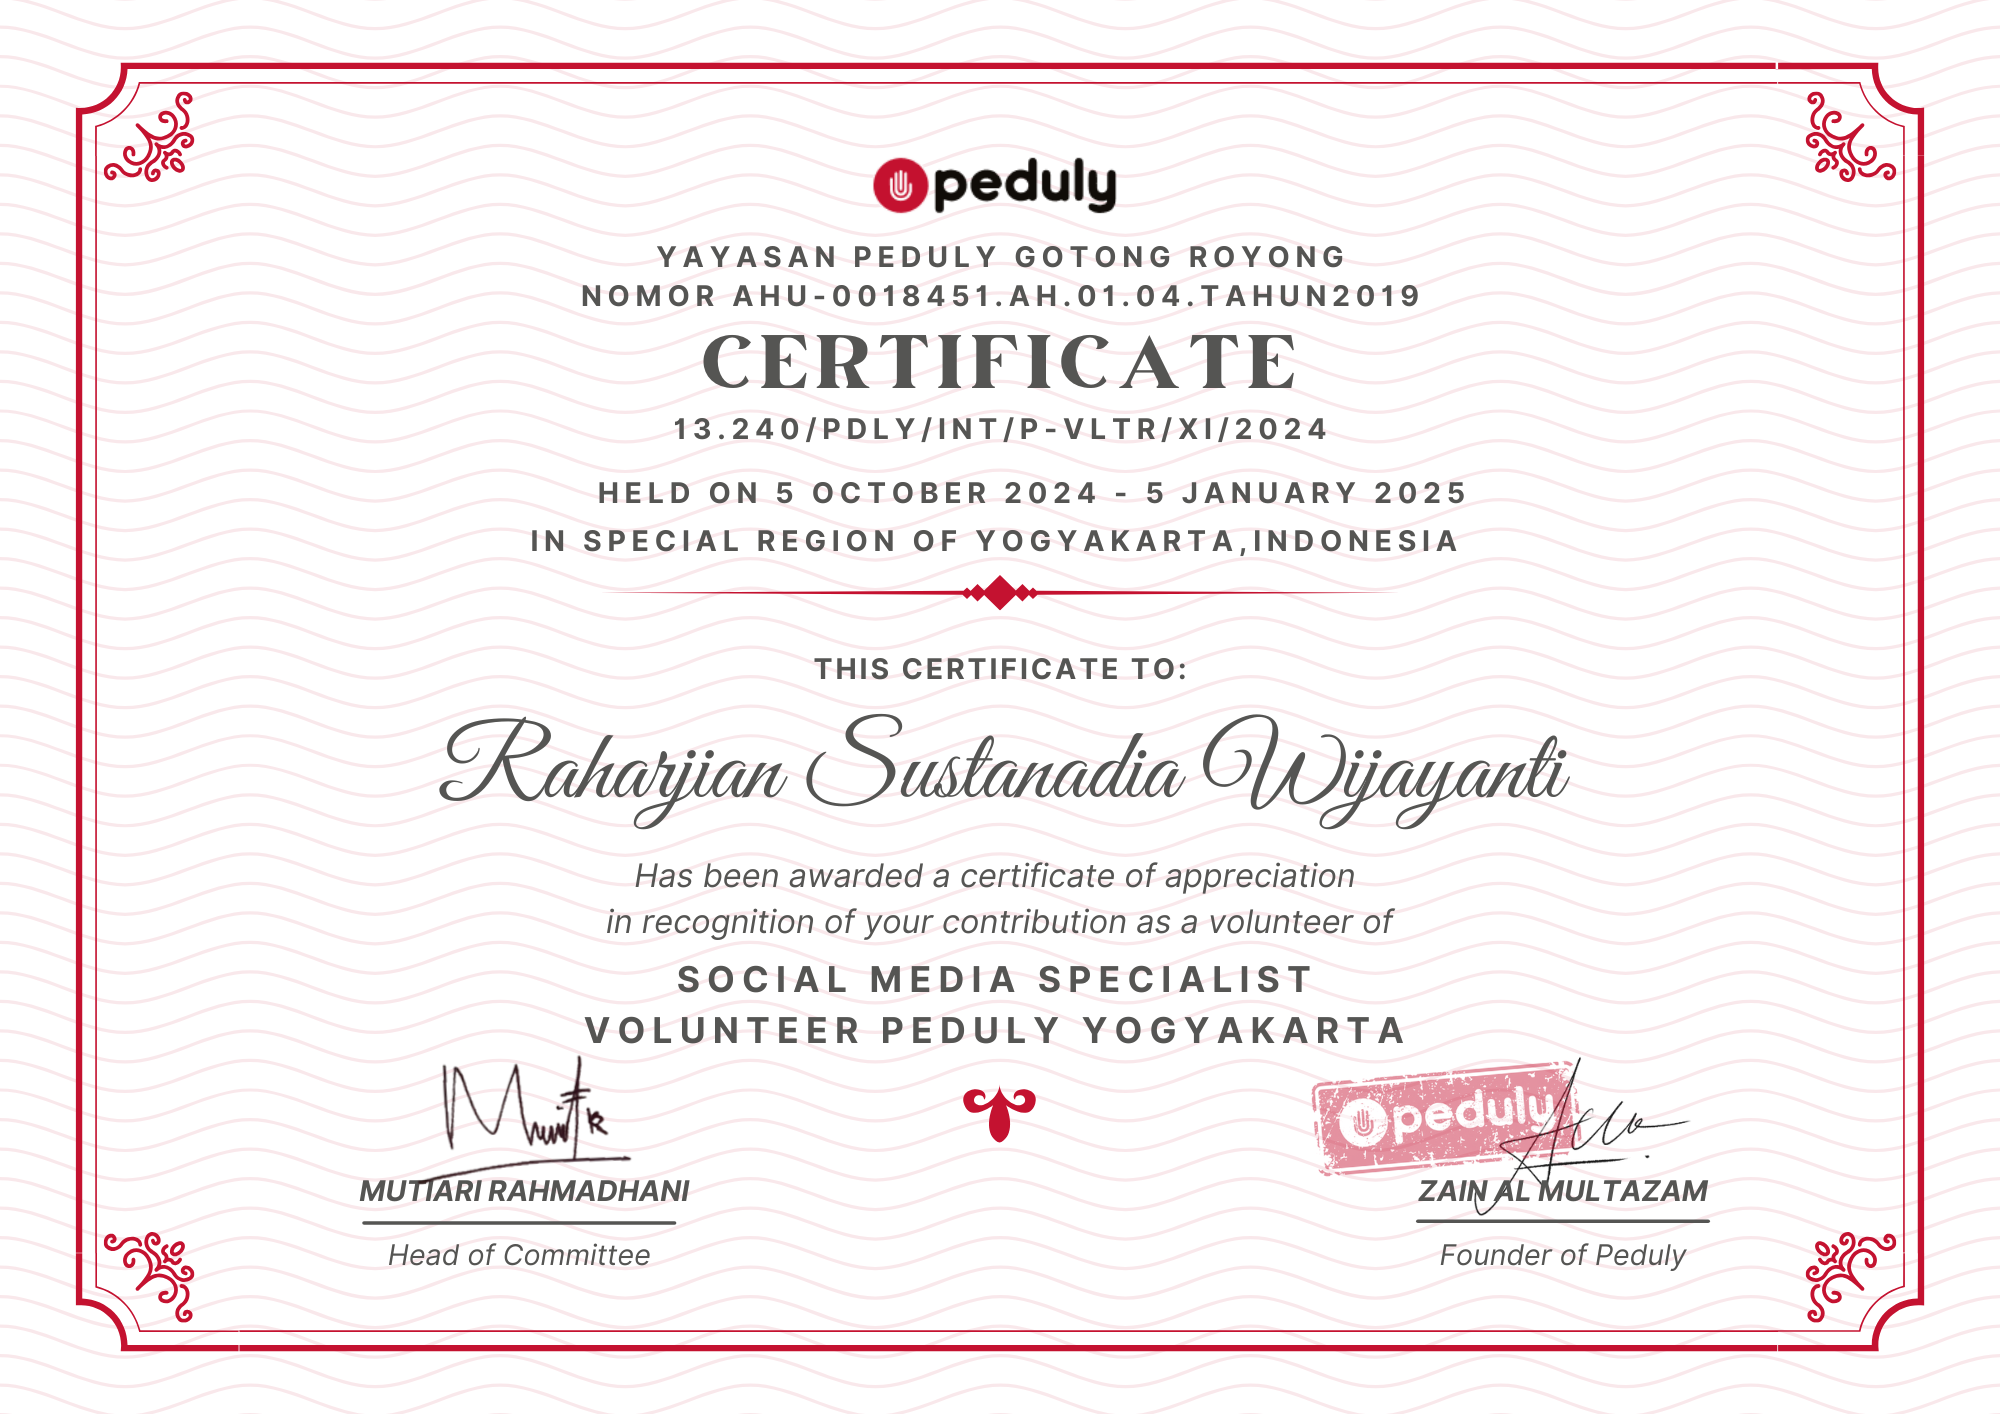 peduly
YAYASAN PEDULY GOTONG ROYONG
NOMOR AHU-0018451.AH.01.04.TAHUN2019
CERTIFICATE
13.240/PDLY/INT/P-VLTR/XI/2024
HELD ON 5 OCTOBER 2024 - 5 JANUARY 2025
IN SPECIAL REGION OF YOGYAKARTA,INDONESIA
THIS CERTIFICATE TO:
Raharjian Sustanadia Wijayanti
Has been awarded a certificate of appreciation
in recognition of your contribution as a volunteer of
SOCIAL MEDIA SPECIALIST
VOLUNTEER PEDULY YOGYAKARTA
peduly
MUTIARI RAHMADHANI
Head of Committee
ZAIN AL MULTAZAM
Founder of Peduly